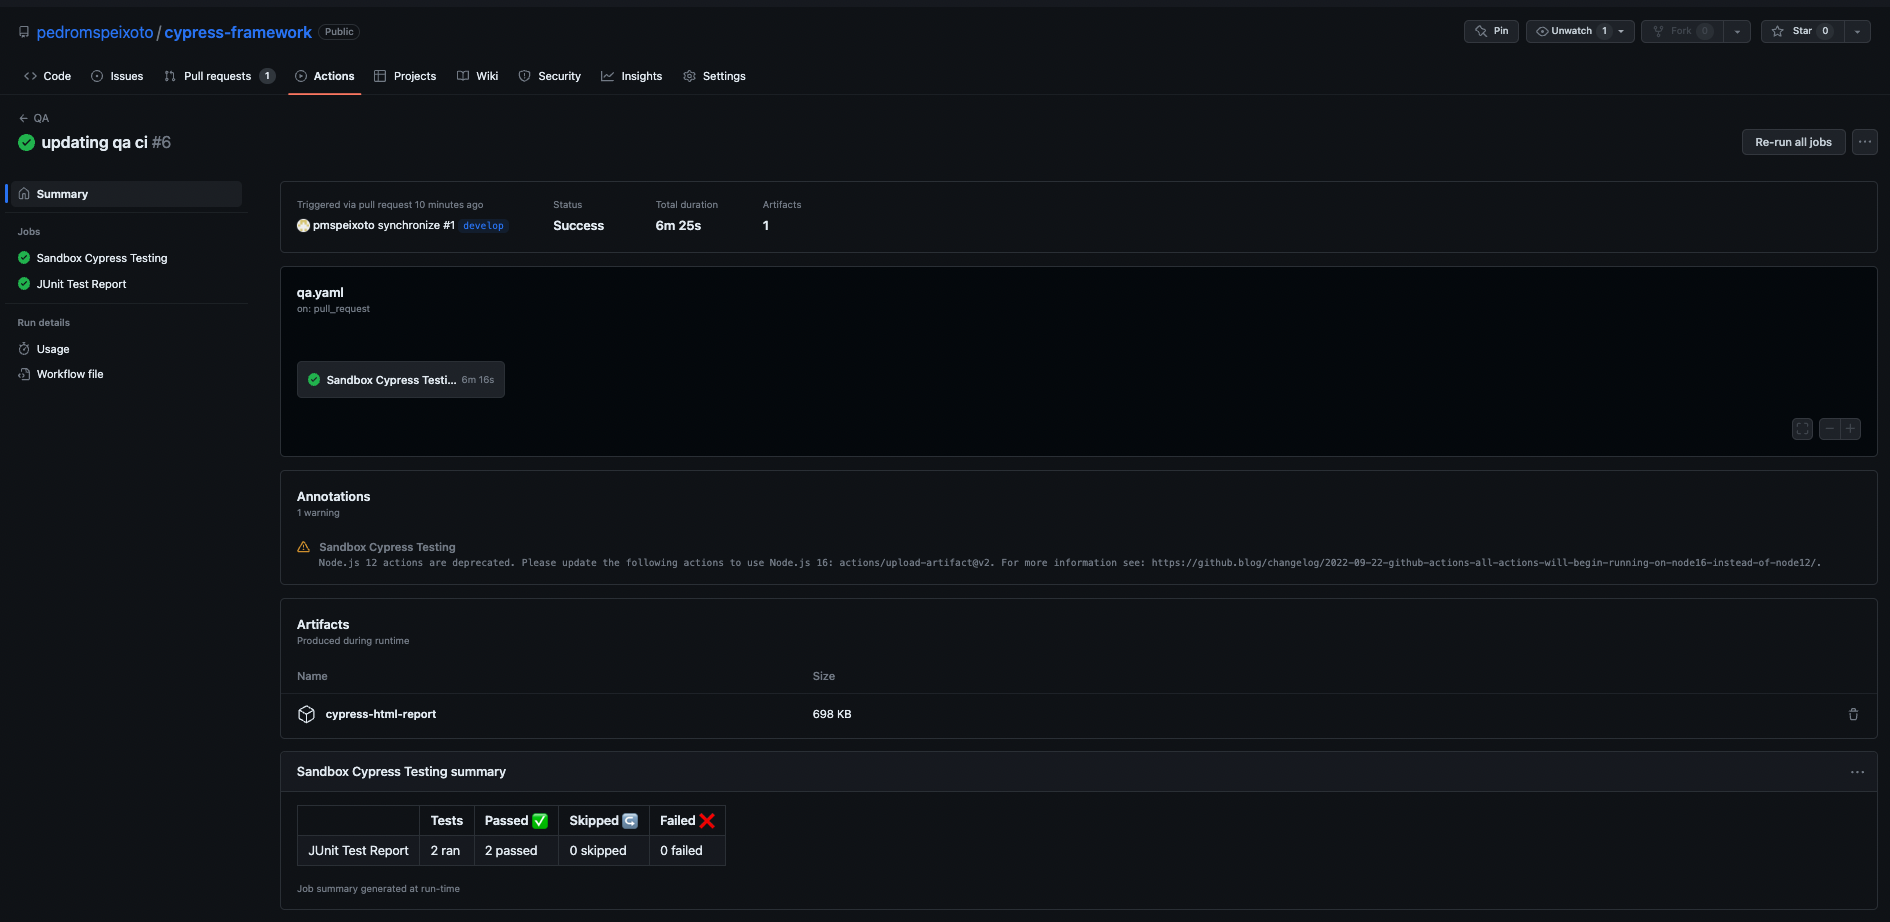 pedromspeixoto / cypress-framework Public
Pin
Unwatch 1
Fork 0
Star 0
Code
Issues
Pull requests 1
Actions
Projects
Wiki
Security
Insights
Settings
← QA
updating qa ci #6
Re-run all jobs
...
Summary
Jobs
Sandbox Cypress Testing
JUnit Test Report
Run details
Usage
Workflow file
Triggered via pull request 10 minutes ago
pmspeixoto synchronize #1 develop
Status
Success
Total duration
6m 25s
Artifacts
1
qa.yaml
on: pull_request
Sandbox Cypress Testi... 6m 16s
Annotations
1 warning
Sandbox Cypress Testing
Node.js 12 actions are deprecated. Please update the following actions to use Node.js 16: actions/upload-artifact@v2. For more information see: https://github.blog/changelog/2022-09-22-github-actions-all-actions-will-begin-running-on-node16-instead-of-node12/.
Artifacts
Produced during runtime
Name Size
cypress-html-report 698 KB
Sandbox Cypress Testing summary
...
Tests Passed ✅ Skipped ↪️ Failed ❌
JUnit Test Report 2 ran 2 passed 0 skipped 0 failed
Job summary generated at run-time